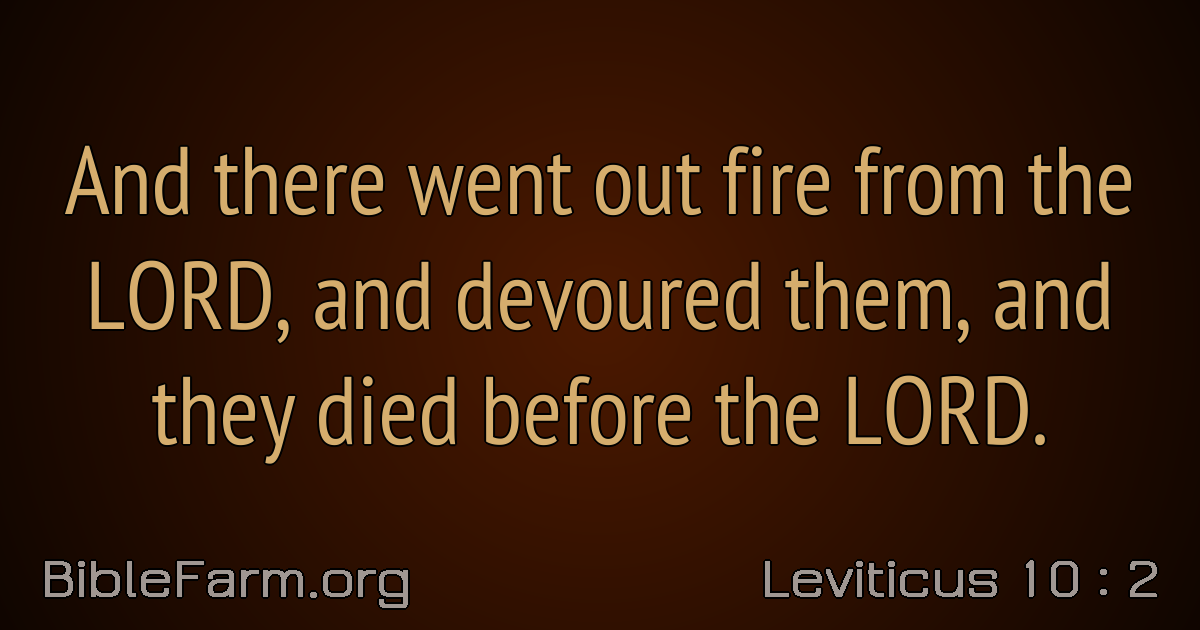 And there went out fire from the
LORD, and devoured them, and
they died before the LORD.
BibleFarm.org
Leviticus 10 : 2